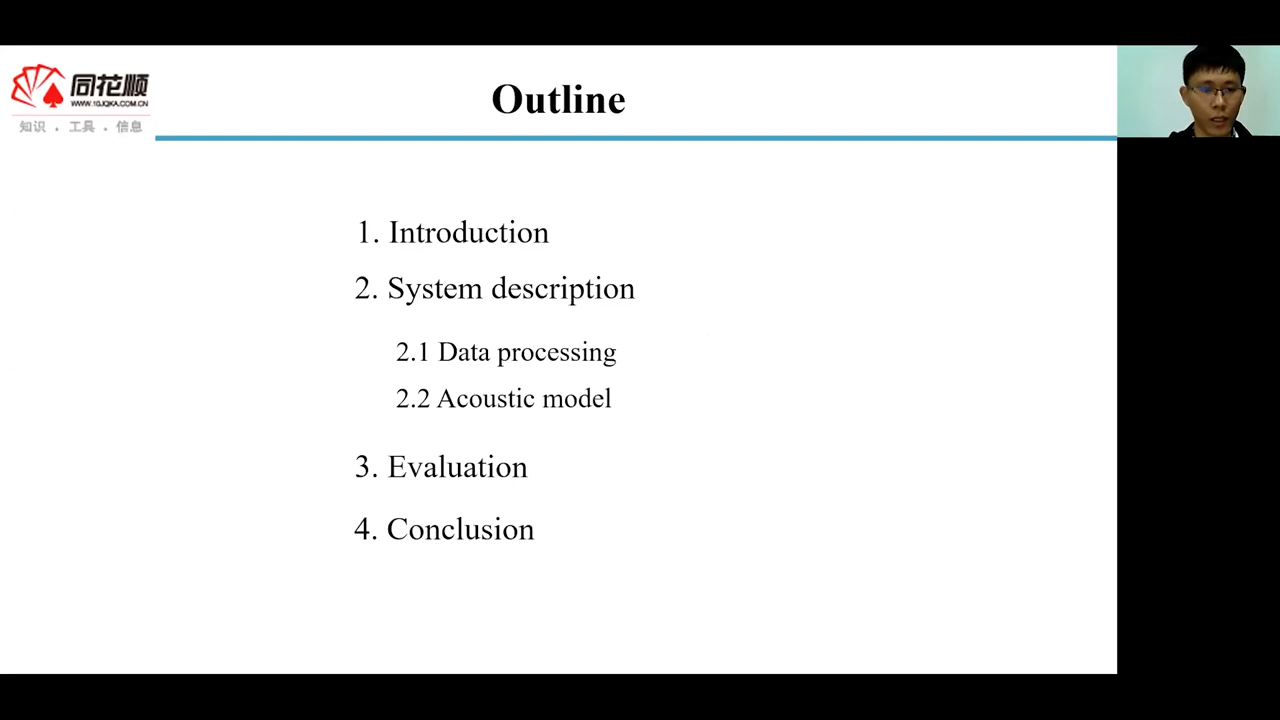 同花顺
WWW.10JQKA.COM.CN
知识 . 工具 . 信息
Outline
1. Introduction
2. System description
2.1 Data processing
2.2 Acoustic model
3. Evaluation
4. Conclusion